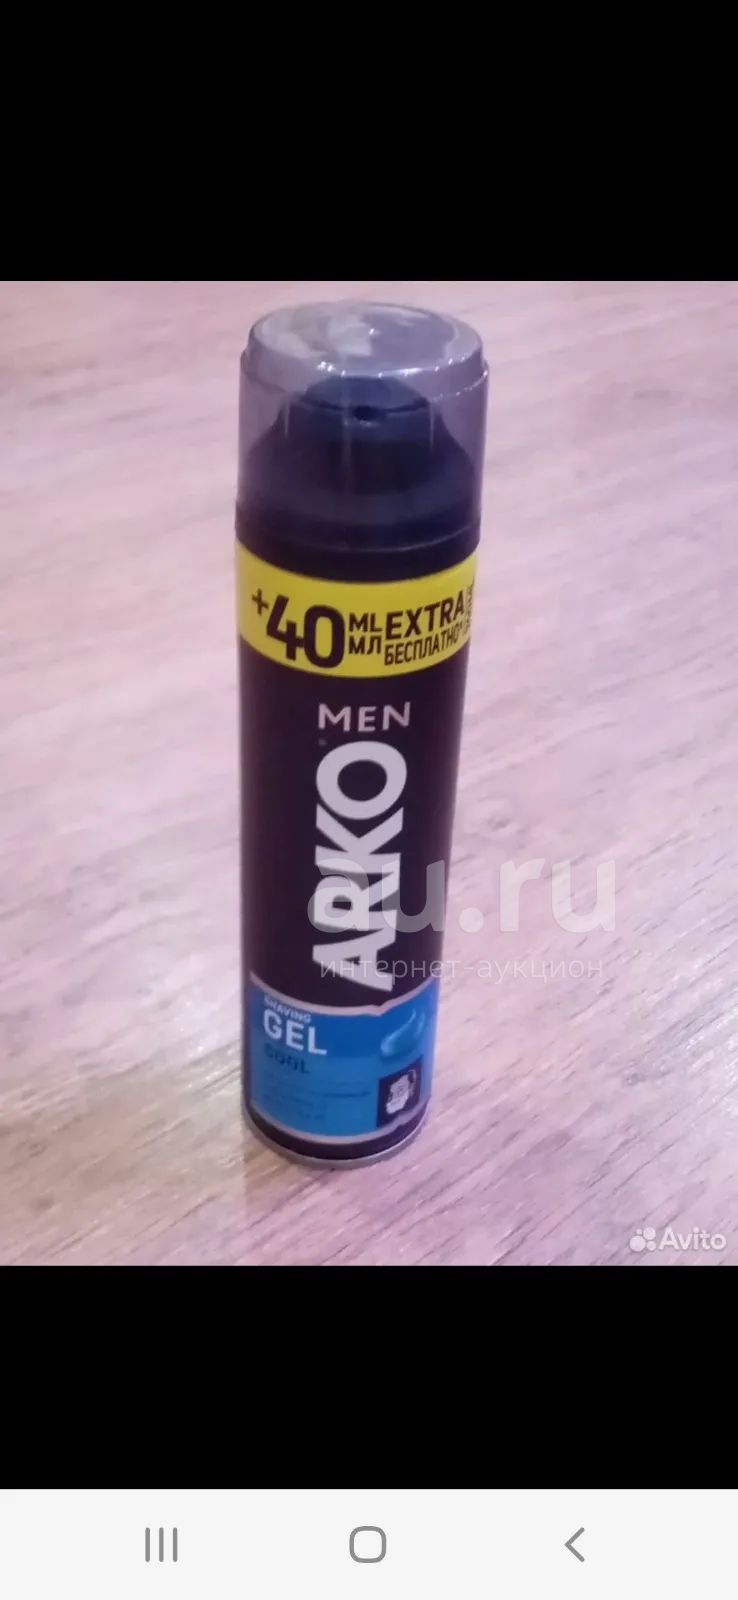 +40 ML EXTRA
МЛ БЕСПЛАТНО*
MEN
ARKO
au.ru
интернет-аукцион
SHAVING
GEL
COOL
Avito